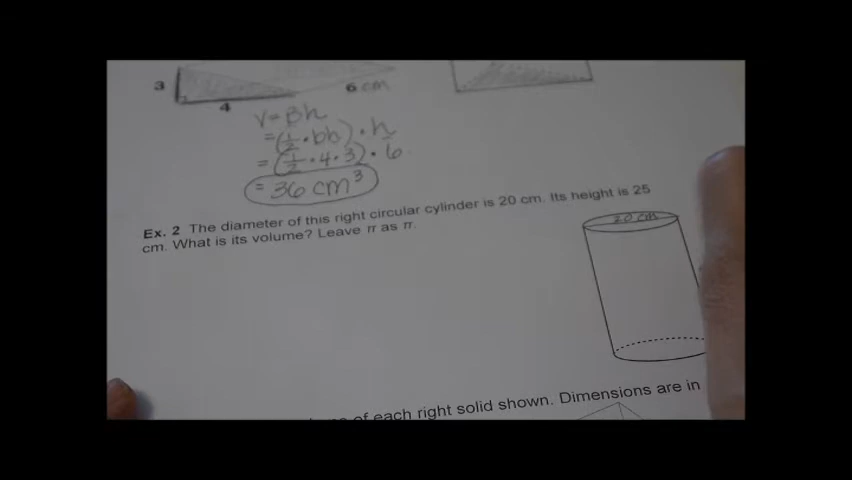 3
4
6 cm
V = Bh
= (1/2 · bh) · h
= (1/2 · 4 · 3) · 6
= 36 cm³
Ex. 2 The diameter of this right circular cylinder is 20 cm. Its height is 25
cm. What is its volume? Leave π as π.
20 cm
of each right solid shown. Dimensions are in